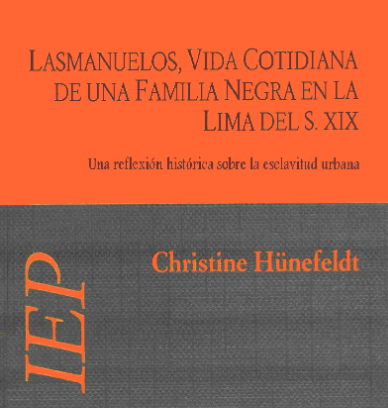 LASMANUELOS, VIDA COTIDIANA
DE UNA FAMILIA NEGRA EN LA
LIMA DEL S. XIX
Una reflexión histórica sobre la esclavitud urbana
Christine Hünefeldt
IEP